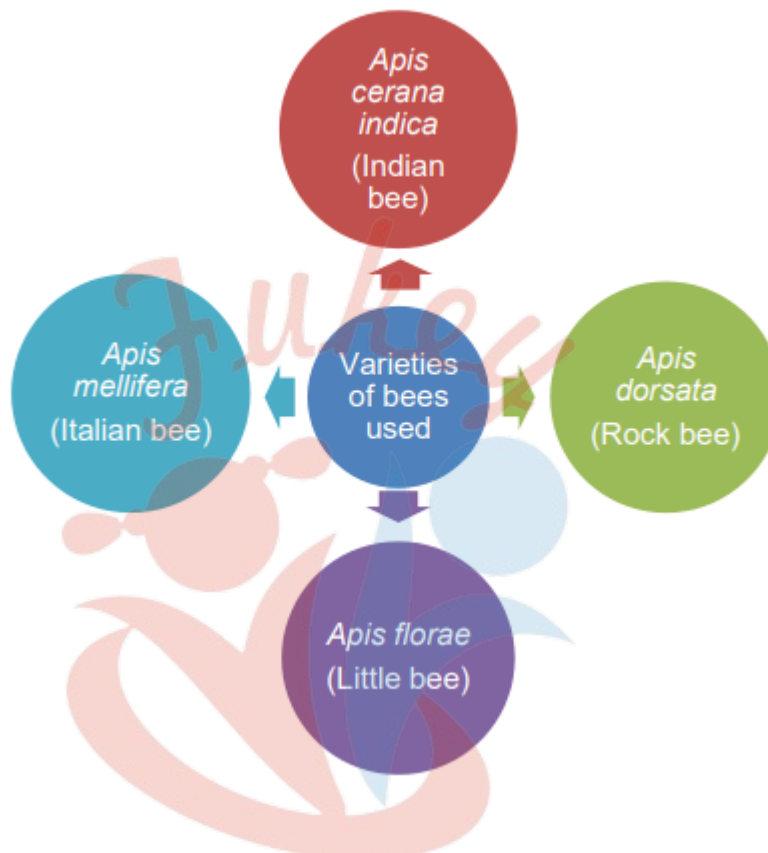 Apis
cerana
indica
(Indian
bee)
Jukey
Apis
mellifera
(Italian bee)
Varieties
of bees
used
Apis
dorsata
(Rock bee)
Apis florae
(Little bee)